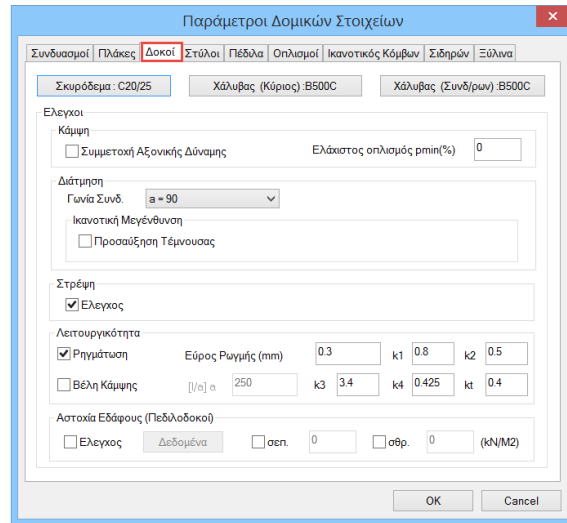 Παράμετροι Δομικών Στοιχείων
Συνδυασμοί Πλάκες Δοκοί Στύλοι Πέδιλα Οπλισμοί Ικανοτικός Κόμβων Σιδηρών Ξύλινα
Σκυρόδεμα : C20/25 Χάλυβας (Κύριος) :B500C Χάλυβας (Συνδ/ρων) :B500C
Ελεγχοι
Κάμψη
Συμμετοχή Αξονικής Δύναμης Ελάχιστος οπλισμός pmin(%) 0
Διάτμηση
Γωνία Συνδ. a = 90
Ικανοτική Μεγένθυνση
Προσαύξηση Τέμνουσας
Στρέψη
Ελεγχος
Λειτουργικότητα
Ρηγμάτωση Εύρος Ρωγμής (mm) 0.3 k1 0.8 k2 0.5
Βέλη Κάμψης [l/α] α 250 k3 3.4 k4 0.425 kt 0.4
Αστοχία Εδάφους (Πεδιλοδοκοί)
Ελεγχος Δεδομένα σεπ. 0 σθρ. 0 (kN/M2)
OK Cancel